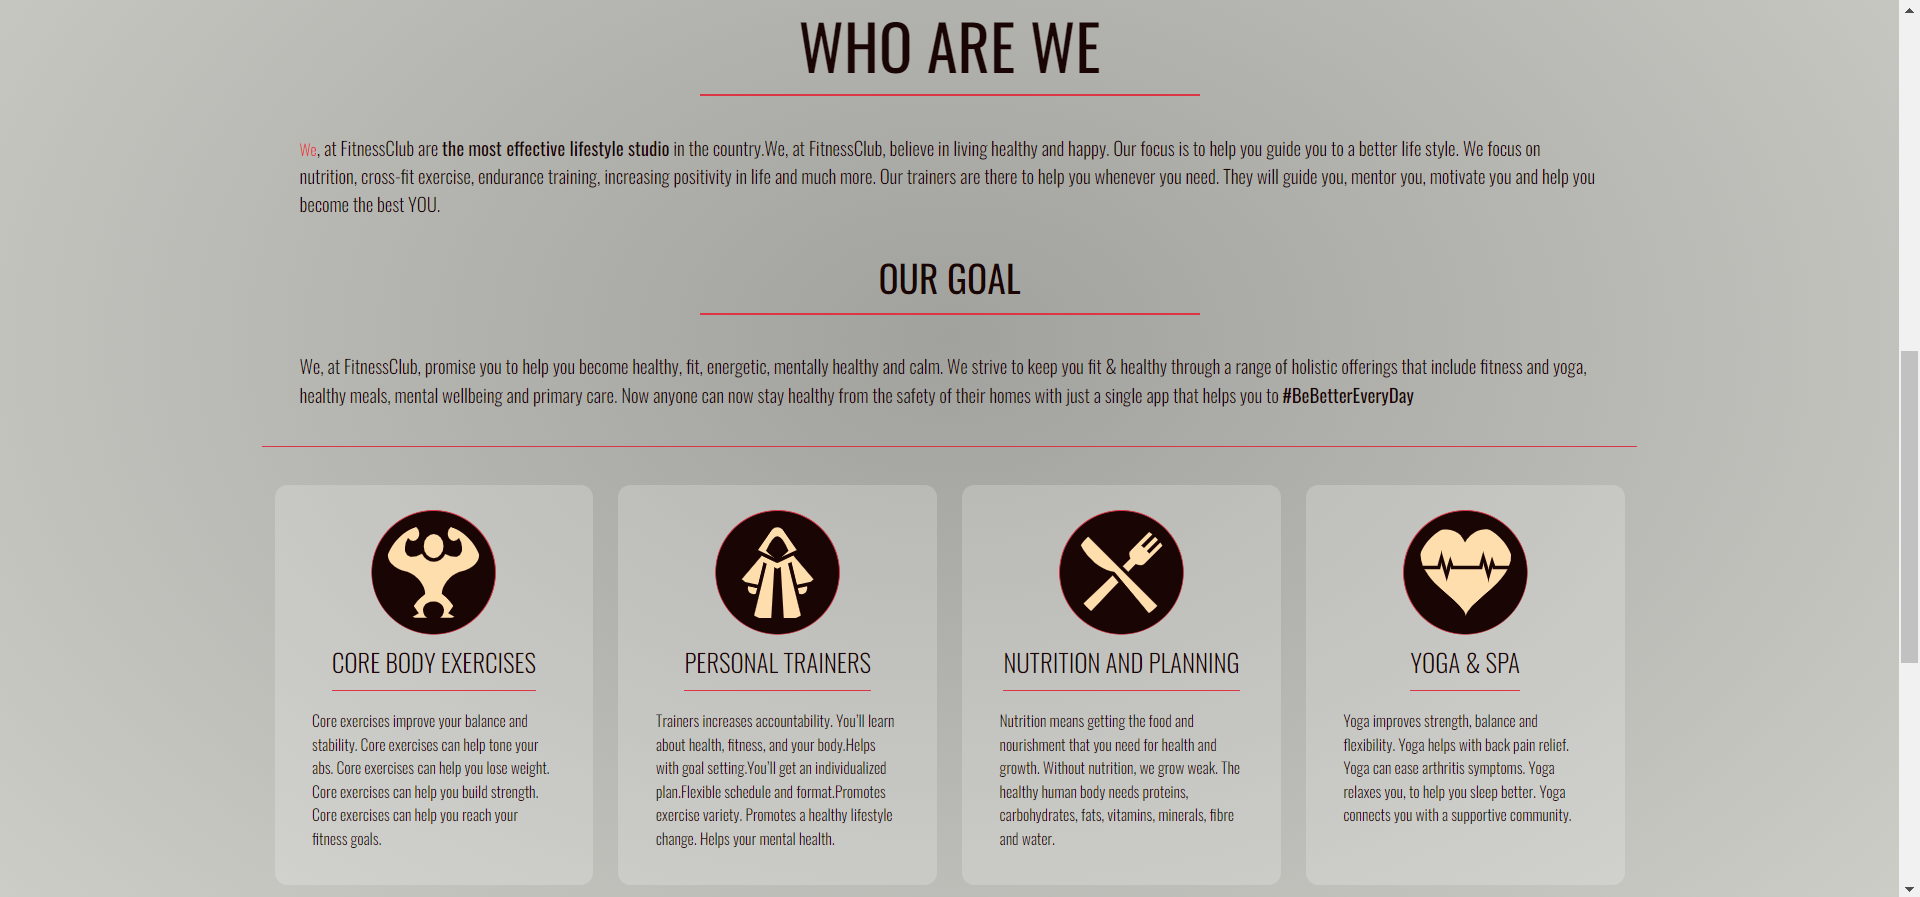 WHO ARE WE
We, at FitnessClub are the most effective lifestyle studio in the country.We, at FitnessClub, believe in living healthy and happy. Our focus is to help you guide you to a better life style. We focus on
nutrition, cross-fit exercise, endurance training, increasing positivity in life and much more. Our trainers are there to help you whenever you need. They will guide you, mentor you, motivate you and help you
become the best YOU.
OUR GOAL
We, at FitnessClub, promise you to help you become healthy, fit, energetic, mentally healthy and calm. We strive to keep you fit & healthy through a range of holistic offerings that include fitness and yoga,
healthy meals, mental wellbeing and primary care. Now anyone can now stay healthy from the safety of their homes with just a single app that helps you to #BeBetterEveryDay
CORE BODY EXERCISES
Core exercises improve your balance and
stability. Core exercises can help tone your
abs. Core exercises can help you lose weight.
Core exercises can help you build strength.
Core exercises can help you reach your
fitness goals.
PERSONAL TRAINERS
Trainers increases accountability. You'll learn
about health, fitness, and your body.Helps
with goal setting.You'll get an individualized
plan.Flexible schedule and format.Promotes
exercise variety. Promotes a healthy lifestyle
change. Helps your mental health.
NUTRITION AND PLANNING
Nutrition means getting the food and
nourishment that you need for health and
growth. Without nutrition, we grow weak. The
healthy human body needs proteins,
carbohydrates, fats, vitamins, minerals, fibre
and water.
YOGA & SPA
Yoga improves strength, balance and
flexibility. Yoga helps with back pain relief.
Yoga can ease arthritis symptoms. Yoga
relaxes you, to help you sleep better. Yoga
connects you with a supportive community.